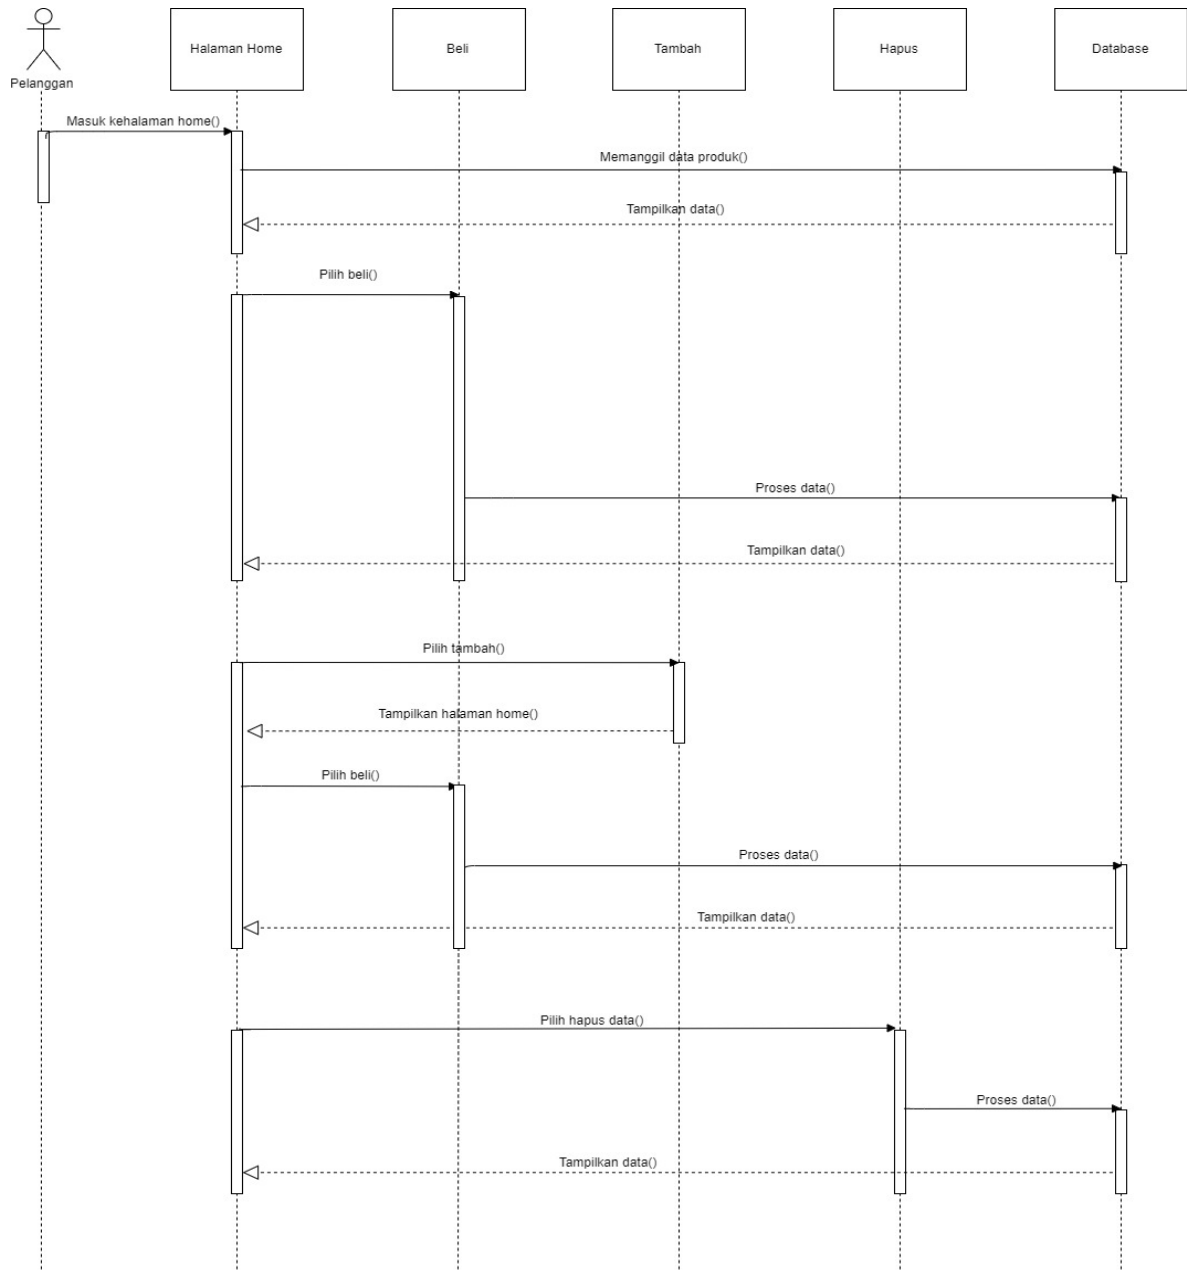 Pelanggan
Halaman Home
Beli
Tambah
Hapus
Database
Masuk kehalaman home()
Memanggil data produk()
Tampilkan data()
Pilih beli()
Proses data()
Tampilkan data()
Pilih tambah()
Tampilkan halaman home()
Pilih beli()
Proses data()
Tampilkan data()
Pilih hapus data()
Proses data()
Tampilkan data()